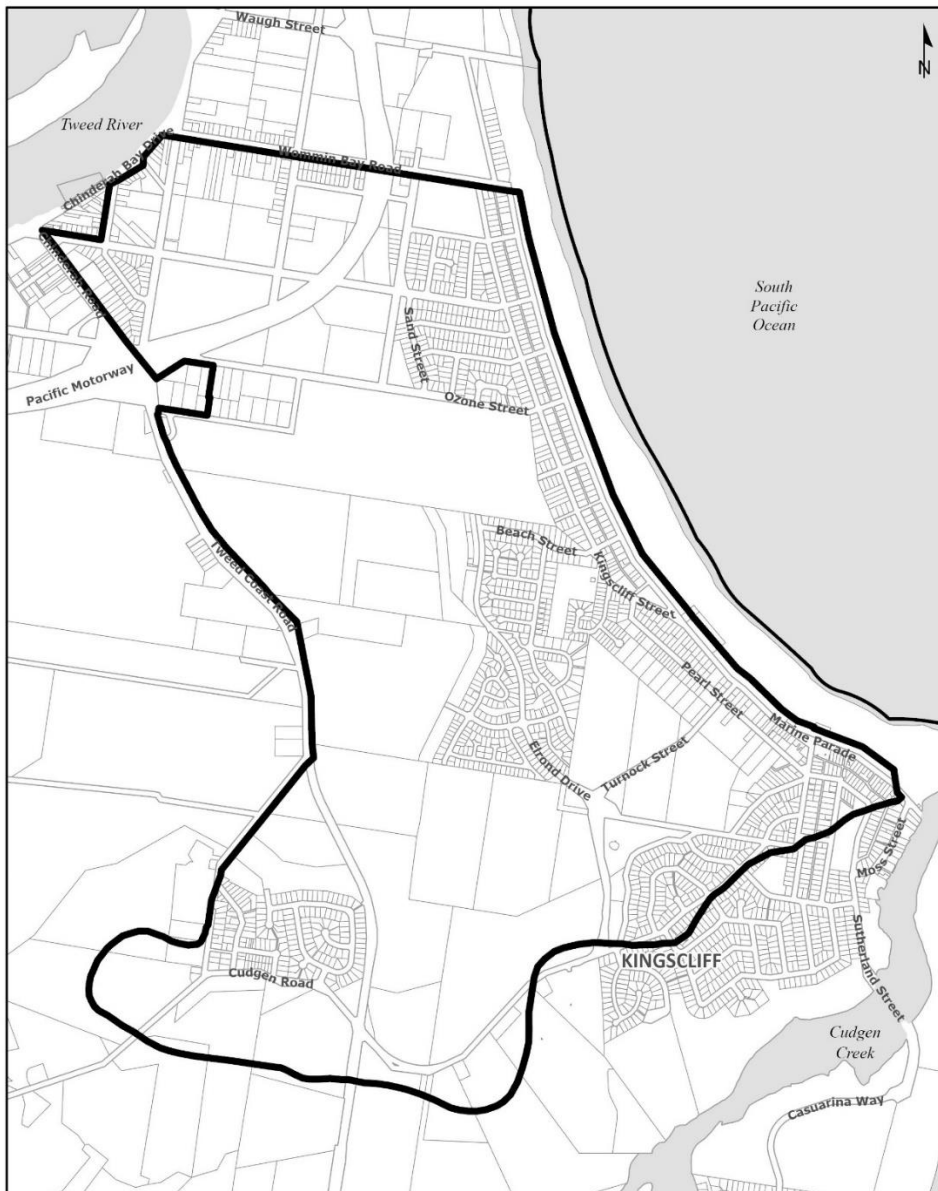 Waugh Street
N
Tweed River
Chinderah Bay Drive
Wommin Bay Road
Chinderah Road
South
Pacific
Ocean
Sand Street
Pacific Motorway
Ozone Street
Beach Street
Kingscliff Street
Tweed Coast Road
Pearl Street
Marine Parade
Turnock Street
Elrond Drive
Moss Street
Sutherland Street
KINGSCLIFF
Cudgen Road
Cudgen
Creek
Casuarina Way